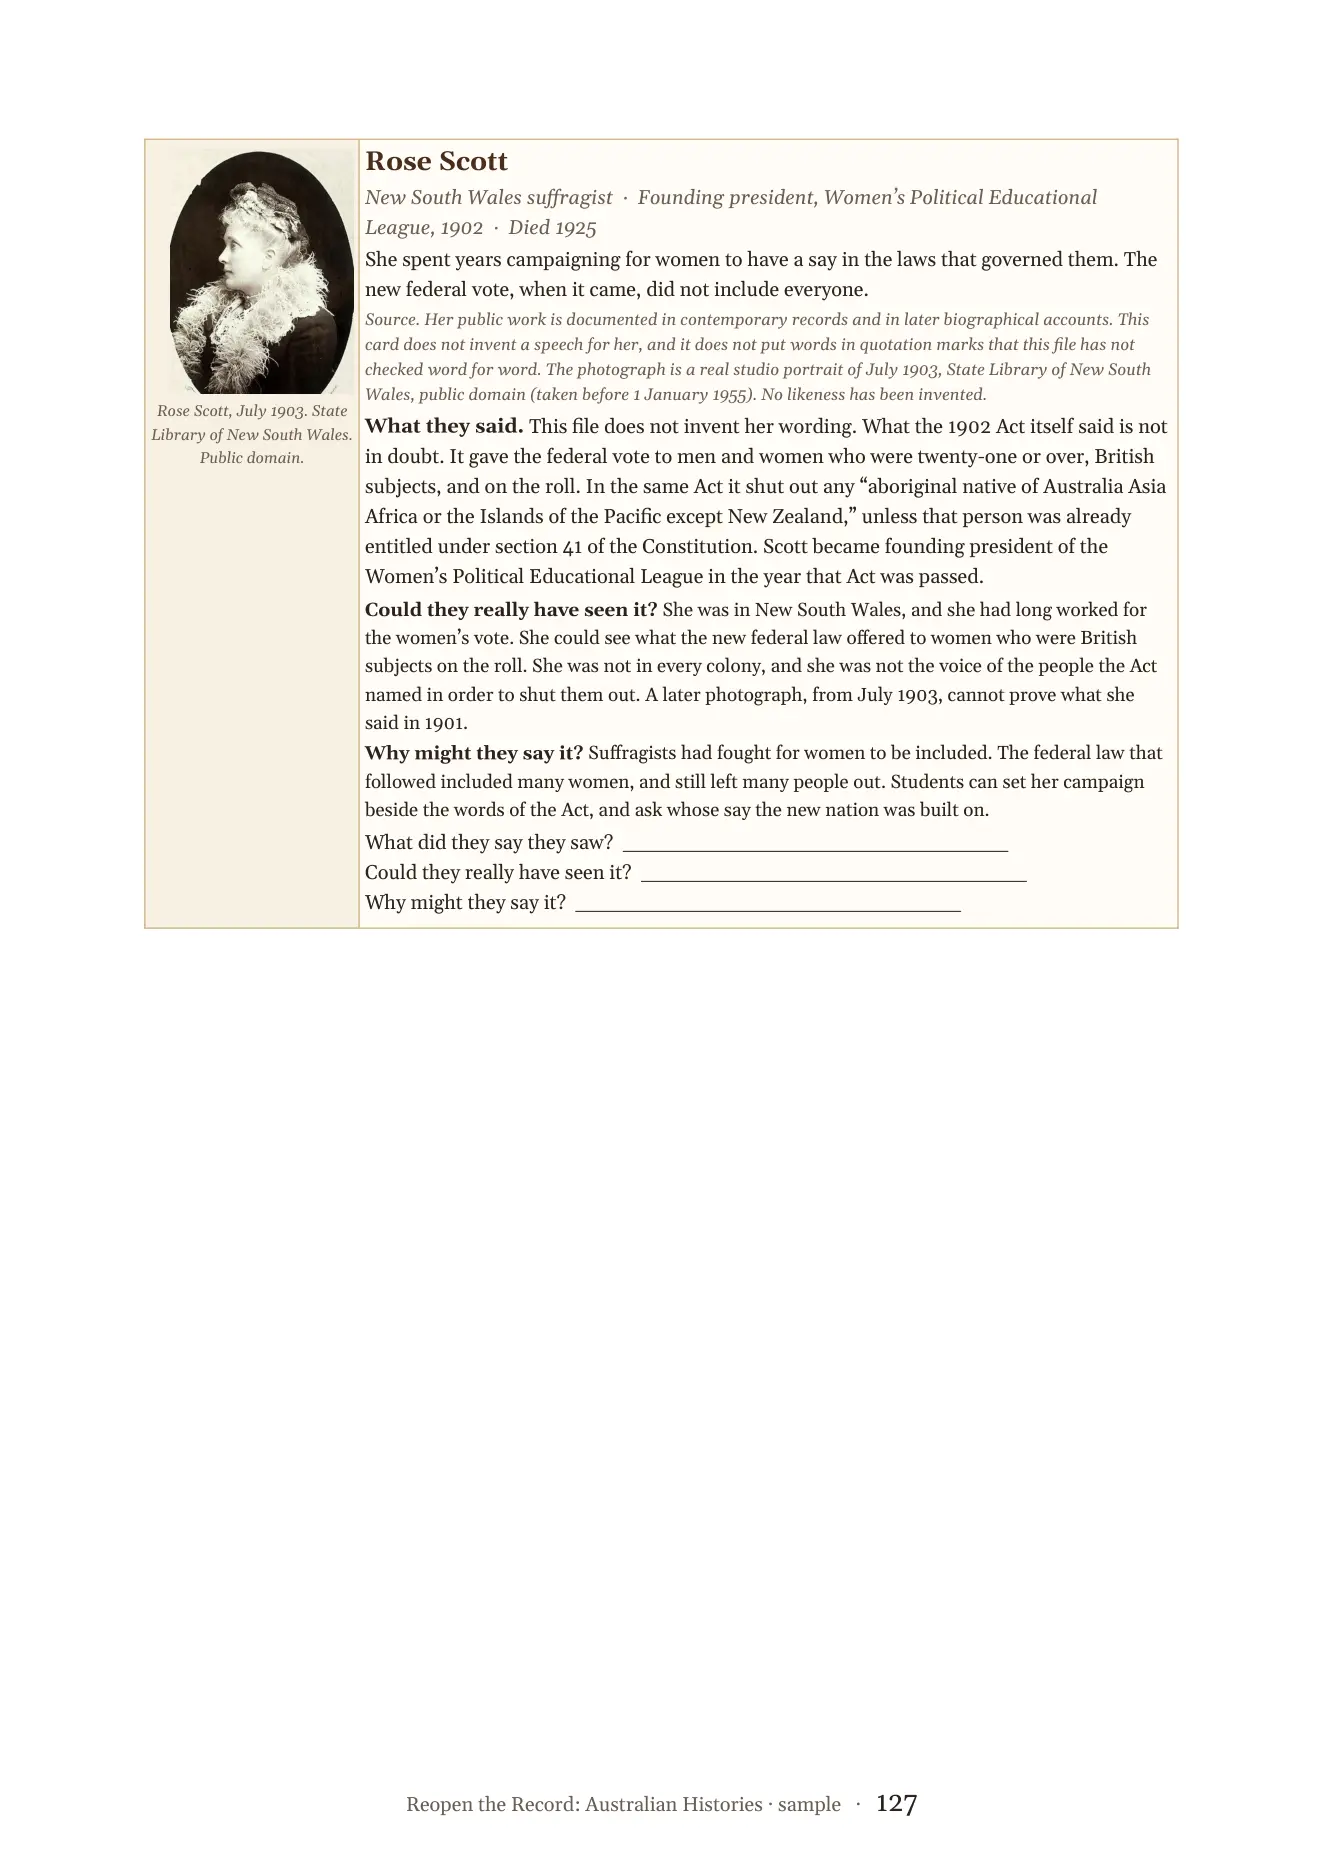 Rose Scott
New South Wales suffragist · Founding president, Women’s Political Educational
League, 1902 · Died 1925
She spent years campaigning for women to have a say in the laws that governed them. The
new federal vote, when it came, did not include everyone.
Source. Her public work is documented in contemporary records and in later biographical accounts. This
card does not invent a speech for her, and it does not put words in quotation marks that this file has not
checked word for word. The photograph is a real studio portrait of July 1903, State Library of New South
Wales, public domain (taken before 1 January 1955). No likeness has been invented.
Rose Scott, July 1903. State
Library of New South Wales.
Public domain.
What they said. This file does not invent her wording. What the 1902 Act itself said is not
in doubt. It gave the federal vote to men and women who were twenty-one or over, British
subjects, and on the roll. In the same Act it shut out any “aboriginal native of Australia Asia
Africa or the Islands of the Pacific except New Zealand,” unless that person was already
entitled under section 41 of the Constitution. Scott became founding president of the
Women’s Political Educational League in the year that Act was passed.
Could they really have seen it? She was in New South Wales, and she had long worked for
the women’s vote. She could see what the new federal law offered to women who were British
subjects on the roll. She was not in every colony, and she was not the voice of the people the Act
named in order to shut them out. A later photograph, from July 1903, cannot prove what she
said in 1901.
Why might they say it? Suffragists had fought for women to be included. The federal law that
followed included many women, and still left many people out. Students can set her campaign
beside the words of the Act, and ask whose say the new nation was built on.
What did they say they saw?
Could they really have seen it?
Why might they say it?
Reopen the Record: Australian Histories · sample · 127